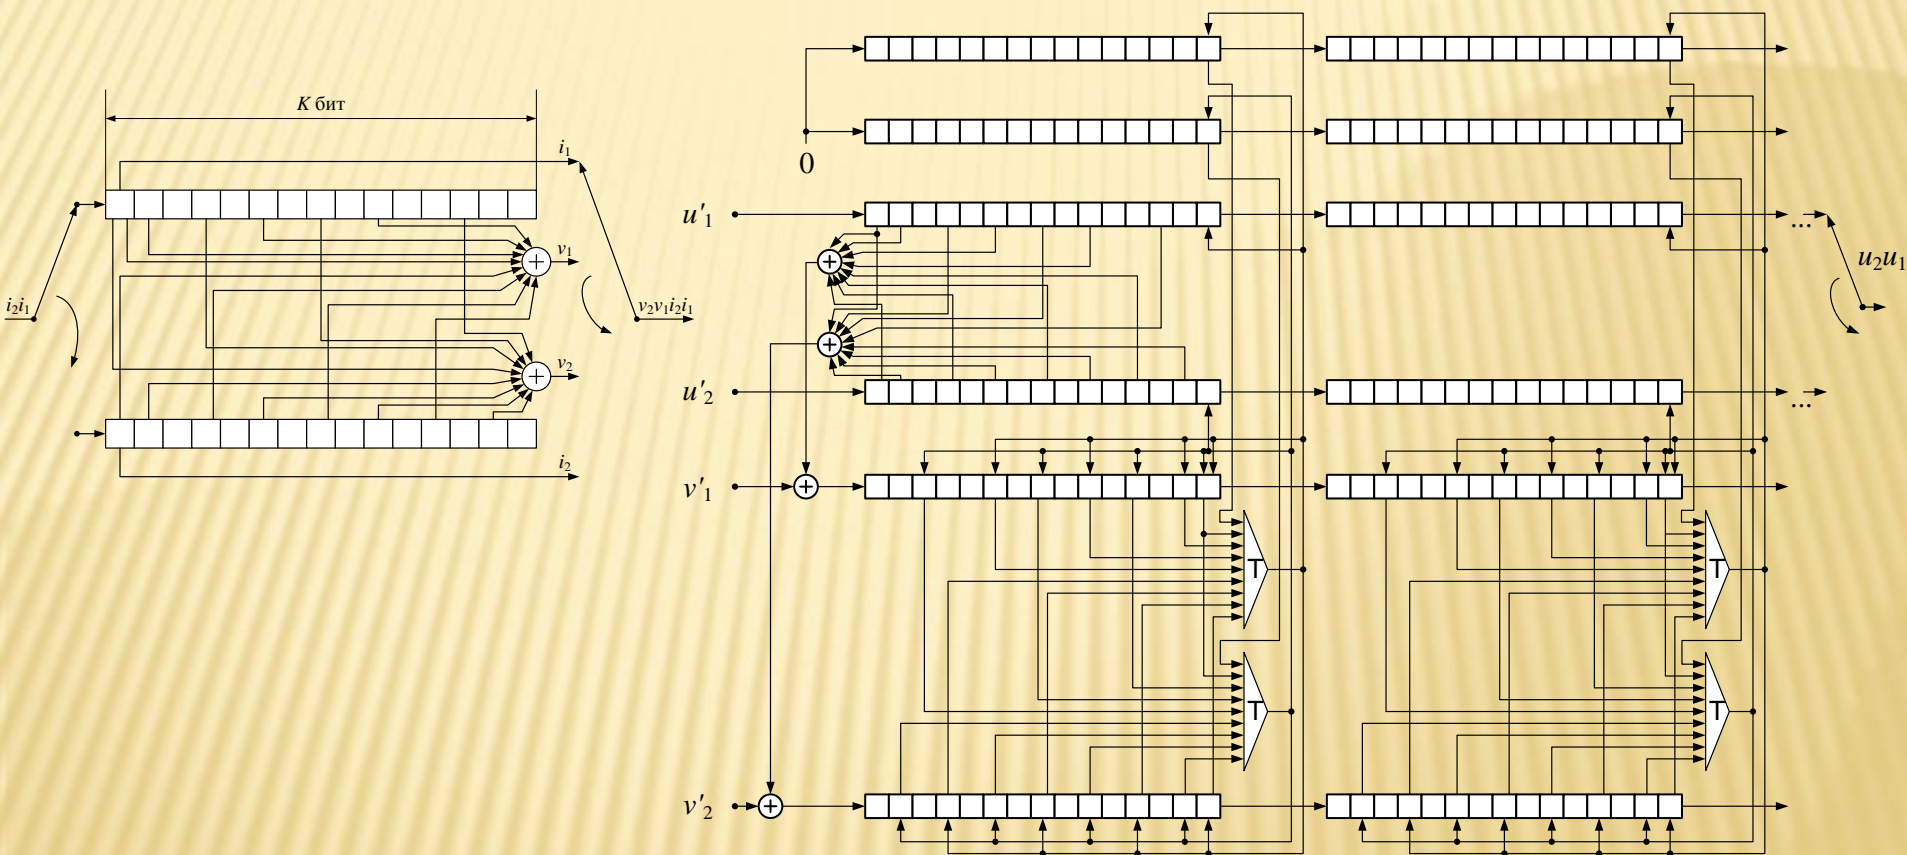 K бит
i₁
v₁
i₂i₁
v₂v₁i₂i₁
v₂
i₂
0
u'₁
u'₂
v'₁
v'₂
T
T
T
T
...
...
u₂u₁